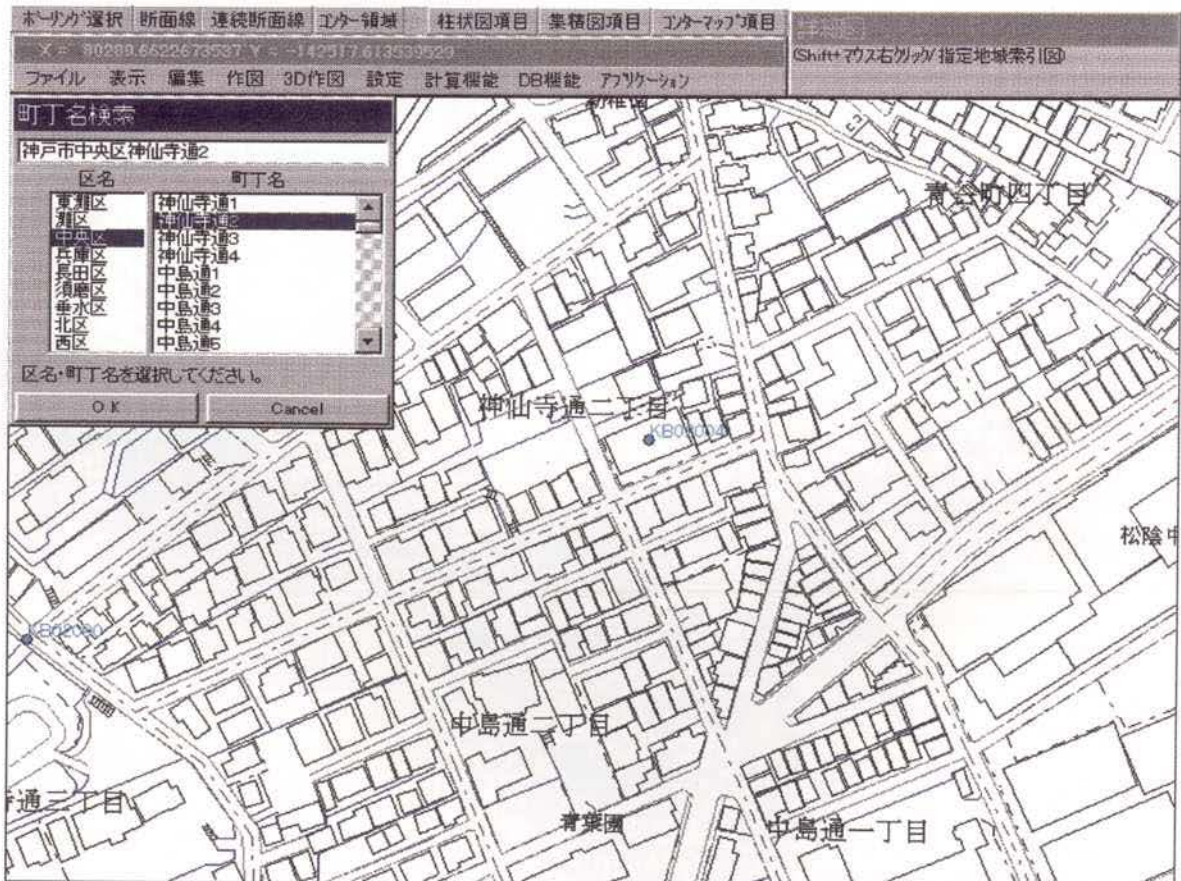 ボーリング選択 断面線 連続断面線 コンター領域 柱状図項目 集積図項目 コンターマップ項目
(Shift+マウス右クリック/指定地域索引図)
ファイル 表示 編集 作図 3D作図 設定 計算機能 DB機能 アプリケーション
町丁名検索
神戸市中央区神仙寺通2
区名 町丁名
東灘区 神仙寺通1
灘区 神仙寺通2
中央区 神仙寺通3
兵庫区 神仙寺通4
長田区 中島通1
須磨区 中島通2
垂水区 中島通3
北区 中島通4
西区 中島通5
区名・町丁名を選択してください。
OK Cancel
幼稚園
青谷町四丁目
神仙寺通二丁目
松陰中
中島通二丁目
通三丁目
青葉園
中島通一丁目